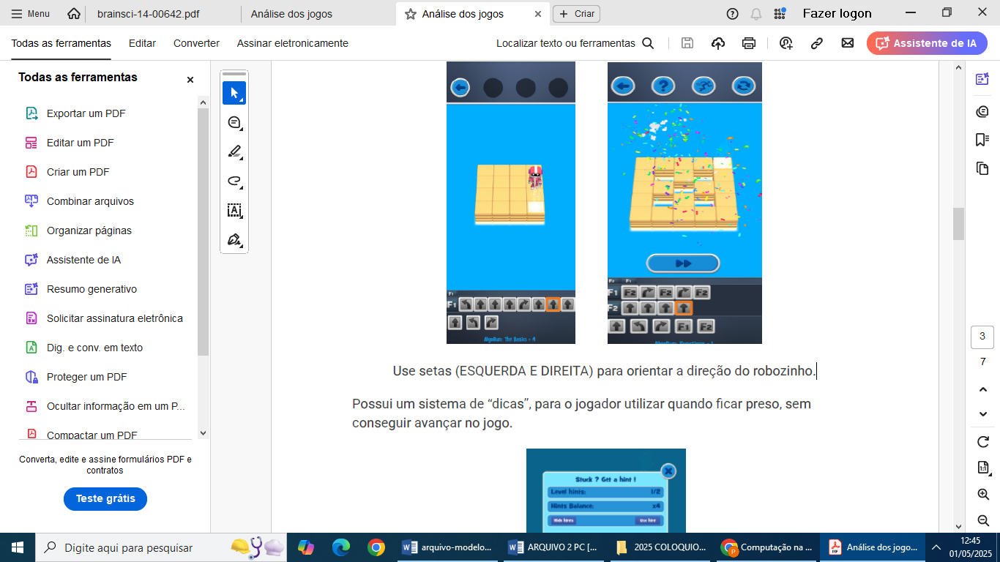 Menu
brainsci-14-00642.pdf
Análise dos jogos
Análise dos jogos
Criar
Fazer logon
Todas as ferramentas
Editar
Converter
Assinar eletronicamente
Localizar texto ou ferramentas
Assistente de IA
Todas as ferramentas
Exportar um PDF
Editar um PDF
Criar um PDF
Combinar arquivos
Organizar páginas
Assistente de IA
Resumo generativo
Solicitar assinatura eletrônica
Dig. e conv. em texto
Proteger um PDF
Ocultar informação em um P...
Compactar um PDF
Converta, edite e assine formulários PDF e
contratos
Teste grátis
F1
F1
AlgoRun: The Basics - 4
?
F2 F1
F1 F2 F2 F2
F2
F1 F2
AlgoRun: Functions - 1
Use setas (ESQUERDA E DIREITA) para orientar a direção do robozinho.
Possui um sistema de “dicas”, para o jogador utilizar quando ficar preso, sem
conseguir avançar no jogo.
Stuck ? Get a hint !
Level hints: 1/2
Hints Balance: x4
Hide hints Use hint
3
7
1:1
Digite aqui para pesquisar
arquivo-modelo...
ARQUIVO 2 PC [...
2025 COLOQUIO...
Computação na ...
Análise dos jogo...
12:45
01/05/2025